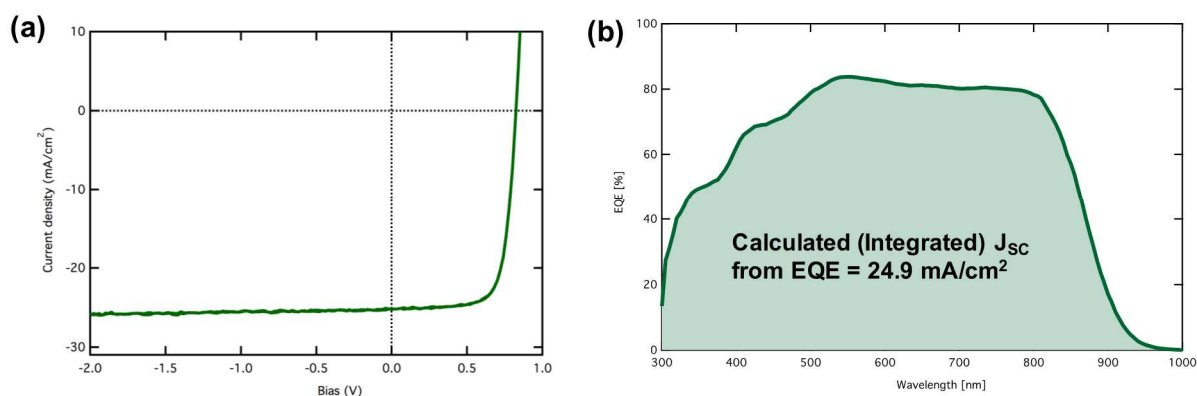 (a)
10
0
-10
-20
-30
Current density (mA/cm²)
-2.0 -1.5 -1.0 -0.5 0.0 0.5 1.0
Bias (V)
(b)
100
80
60
40
20
0
EQE [%]
Calculated (Integrated) J_SC
from EQE = 24.9 mA/cm²
300 400 500 600 700 800 900 1000
Wavelength [nm]